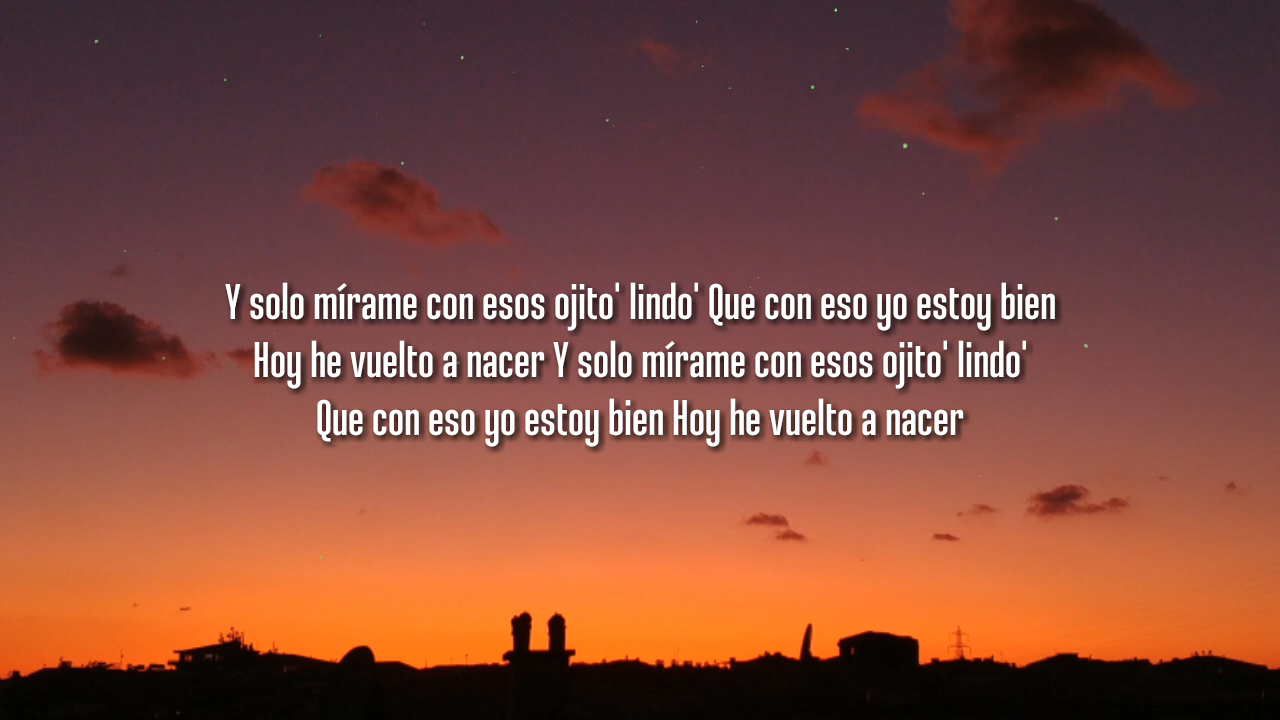 Y solo mírame con esos ojito' lindo' Que con eso yo estoy bien
Hoy he vuelto a nacer Y solo mírame con esos ojito' lindo'
Que con eso yo estoy bien Hoy he vuelto a nacer